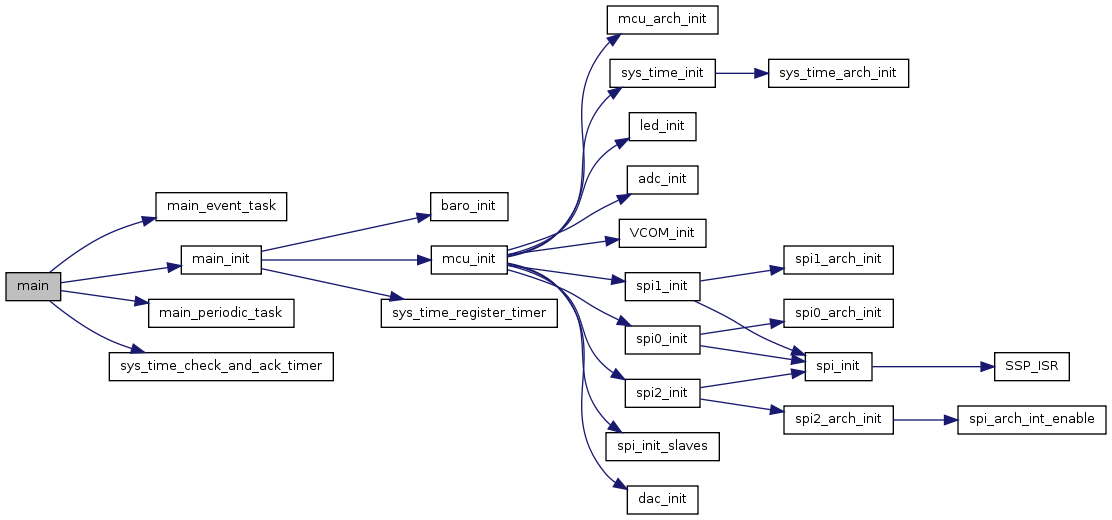 mcu_arch_init
sys_time_init
sys_time_arch_init
led_init
adc_init
main_event_task
baro_init
VCOM_init
main_init
mcu_init
spi1_arch_init
main
spi1_init
main_periodic_task
sys_time_register_timer
spi0_arch_init
spi0_init
sys_time_check_and_ack_timer
spi_init
SSP_ISR
spi2_init
spi2_arch_init
spi_arch_int_enable
spi_init_slaves
dac_init